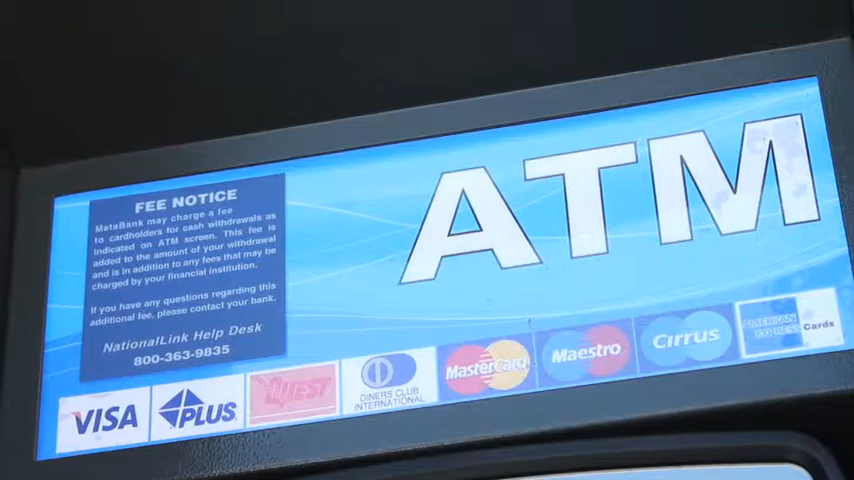 ATM
FEE NOTICE
MetaBank may charge a fee
to cardholders for cash withdrawals as
indicated on ATM screen. This fee is
added to the amount of your withdrawal
and is in addition to any fees that may be
charged by your financial institution.
If you have any questions regarding this
additional fee, please contact your bank.
NationalLink Help Desk
800-363-9835
VISA
PLUS
QUEST
DINERS CLUB
INTERNATIONAL
MasterCard
Maestro
Cirrus
AMERICAN
EXPRESS
Cards